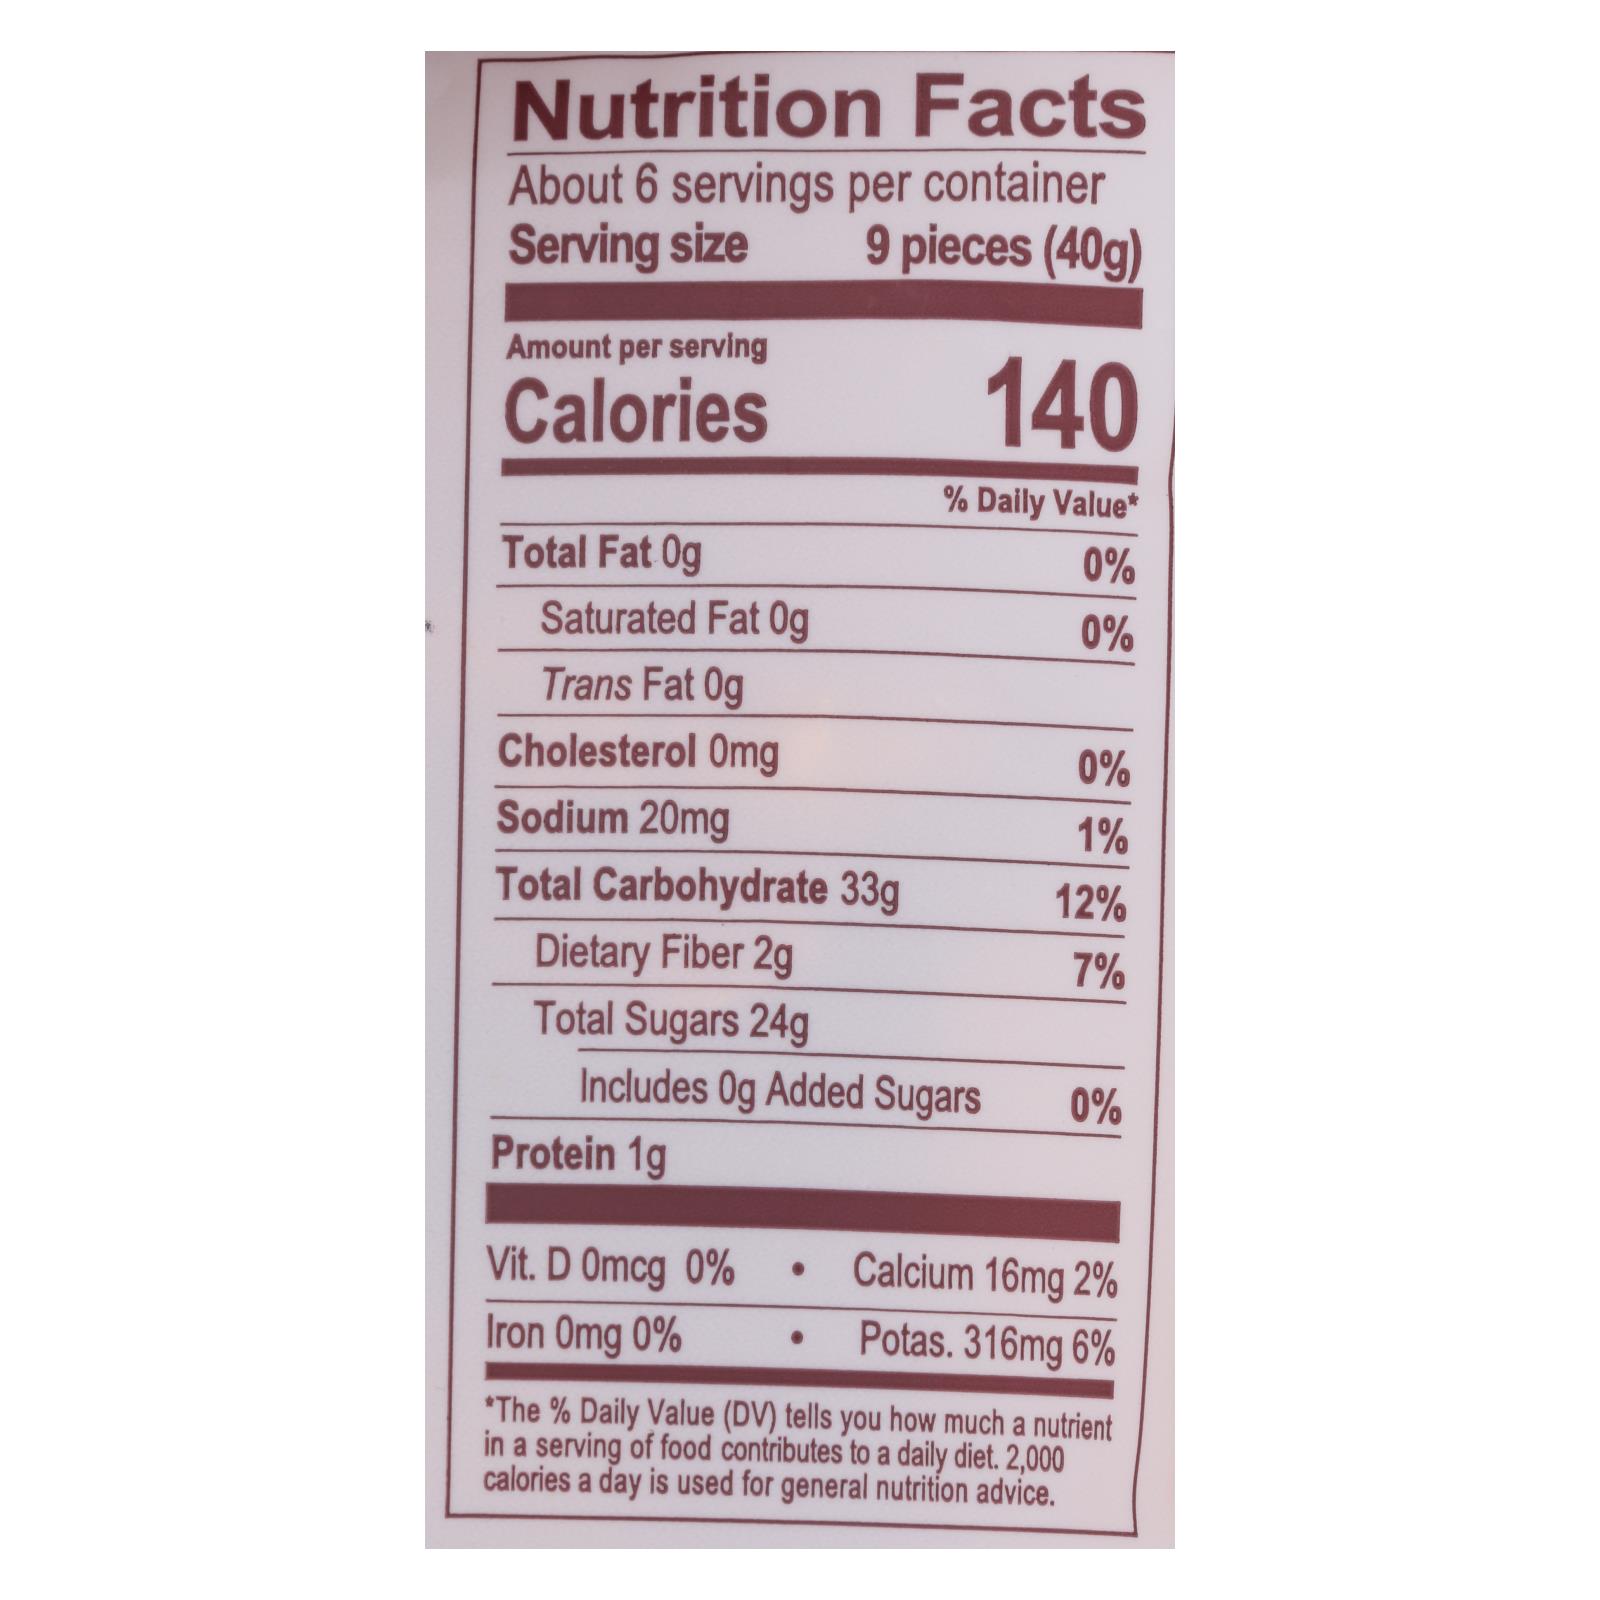 Nutrition Facts
About 6 servings per container
Serving size 9 pieces (40g)
Amount per serving
Calories 140
% Daily Value*
Total Fat 0g 0%
Saturated Fat 0g 0%
Trans Fat 0g
Cholesterol 0mg 0%
Sodium 20mg 1%
Total Carbohydrate 33g 12%
Dietary Fiber 2g 7%
Total Sugars 24g
Includes 0g Added Sugars 0%
Protein 1g
Vit. D 0mcg 0% • Calcium 16mg 2%
Iron 0mg 0% • Potas. 316mg 6%
*The % Daily Value (DV) tells you how much a nutrient
in a serving of food contributes to a daily diet. 2,000
calories a day is used for general nutrition advice.